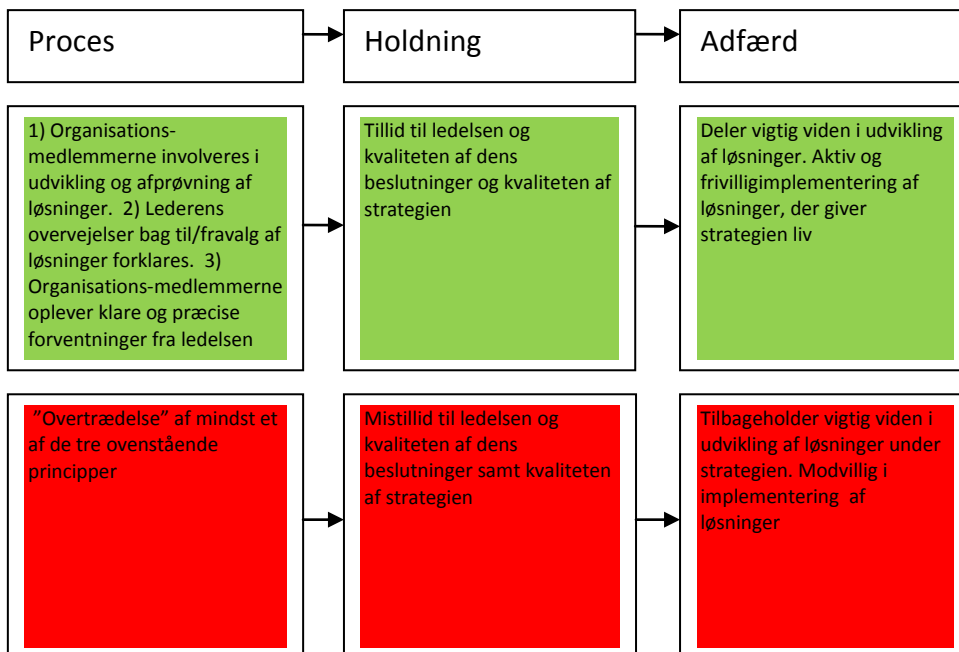 Proces
Holdning
Adfærd
1) Organisations-
medlemmerne involveres i
udvikling og afprøvning af
løsninger.  2) Lederens
overvejelser bag til/fravalg af
løsninger forklares.  3)
Organisations-medlemmerne
oplever klare og præcise
forventninger fra ledelsen
Tillid til ledelsen og
kvaliteten af dens
beslutninger og kvaliteten af
strategien
Deler vigtig viden i udvikling
af løsninger. Aktiv og
frivilligimplementering af
løsninger, der giver
strategien liv
”Overtrædelse” af mindst et
af de tre ovenstående
principper
Mistillid til ledelsen og
kvaliteten af dens
beslutninger samt kvaliteten
af strategien
Tilbageholder vigtig viden i
udvikling af løsninger under
strategien. Modvillig i
implementering  af
løsninger